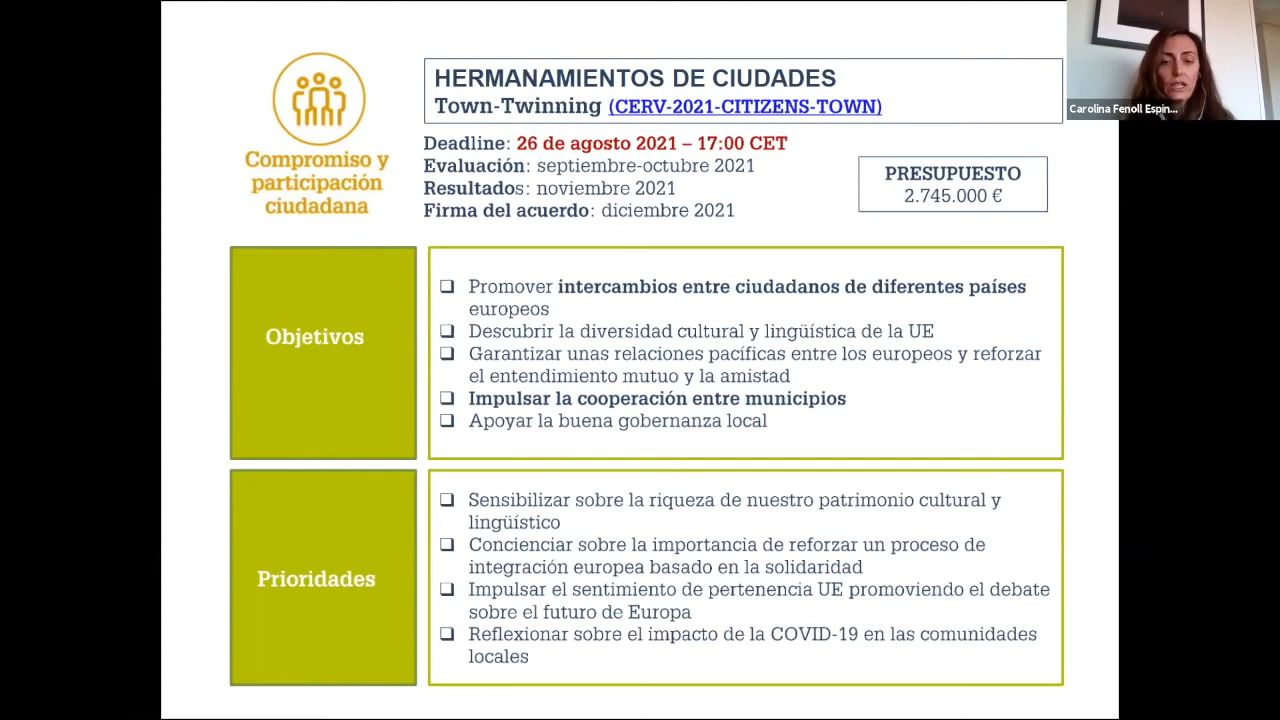 HERMANAMIENTOS DE CIUDADES
Town-Twinning (CERV-2021-CITIZENS-TOWN)
Carolina Fenoll Espin...
Compromiso y
participación
ciudadana
Deadline: 26 de agosto 2021 – 17:00 CET
Evaluación: septiembre-octubre 2021
Resultados: noviembre 2021
Firma del acuerdo: diciembre 2021
PRESUPUESTO
2.745.000 €
Objetivos
❑ Promover intercambios entre ciudadanos de diferentes países
europeos
❑ Descubrir la diversidad cultural y lingüística de la UE
❑ Garantizar unas relaciones pacíficas entre los europeos y reforzar
el entendimiento mutuo y la amistad
❑ Impulsar la cooperación entre municipios
❑ Apoyar la buena gobernanza local
Prioridades
❑ Sensibilizar sobre la riqueza de nuestro patrimonio cultural y
lingüístico
❑ Concienciar sobre la importancia de reforzar un proceso de
integración europea basado en la solidaridad
❑ Impulsar el sentimiento de pertenencia UE promoviendo el debate
sobre el futuro de Europa
❑ Reflexionar sobre el impacto de la COVID-19 en las comunidades
locales